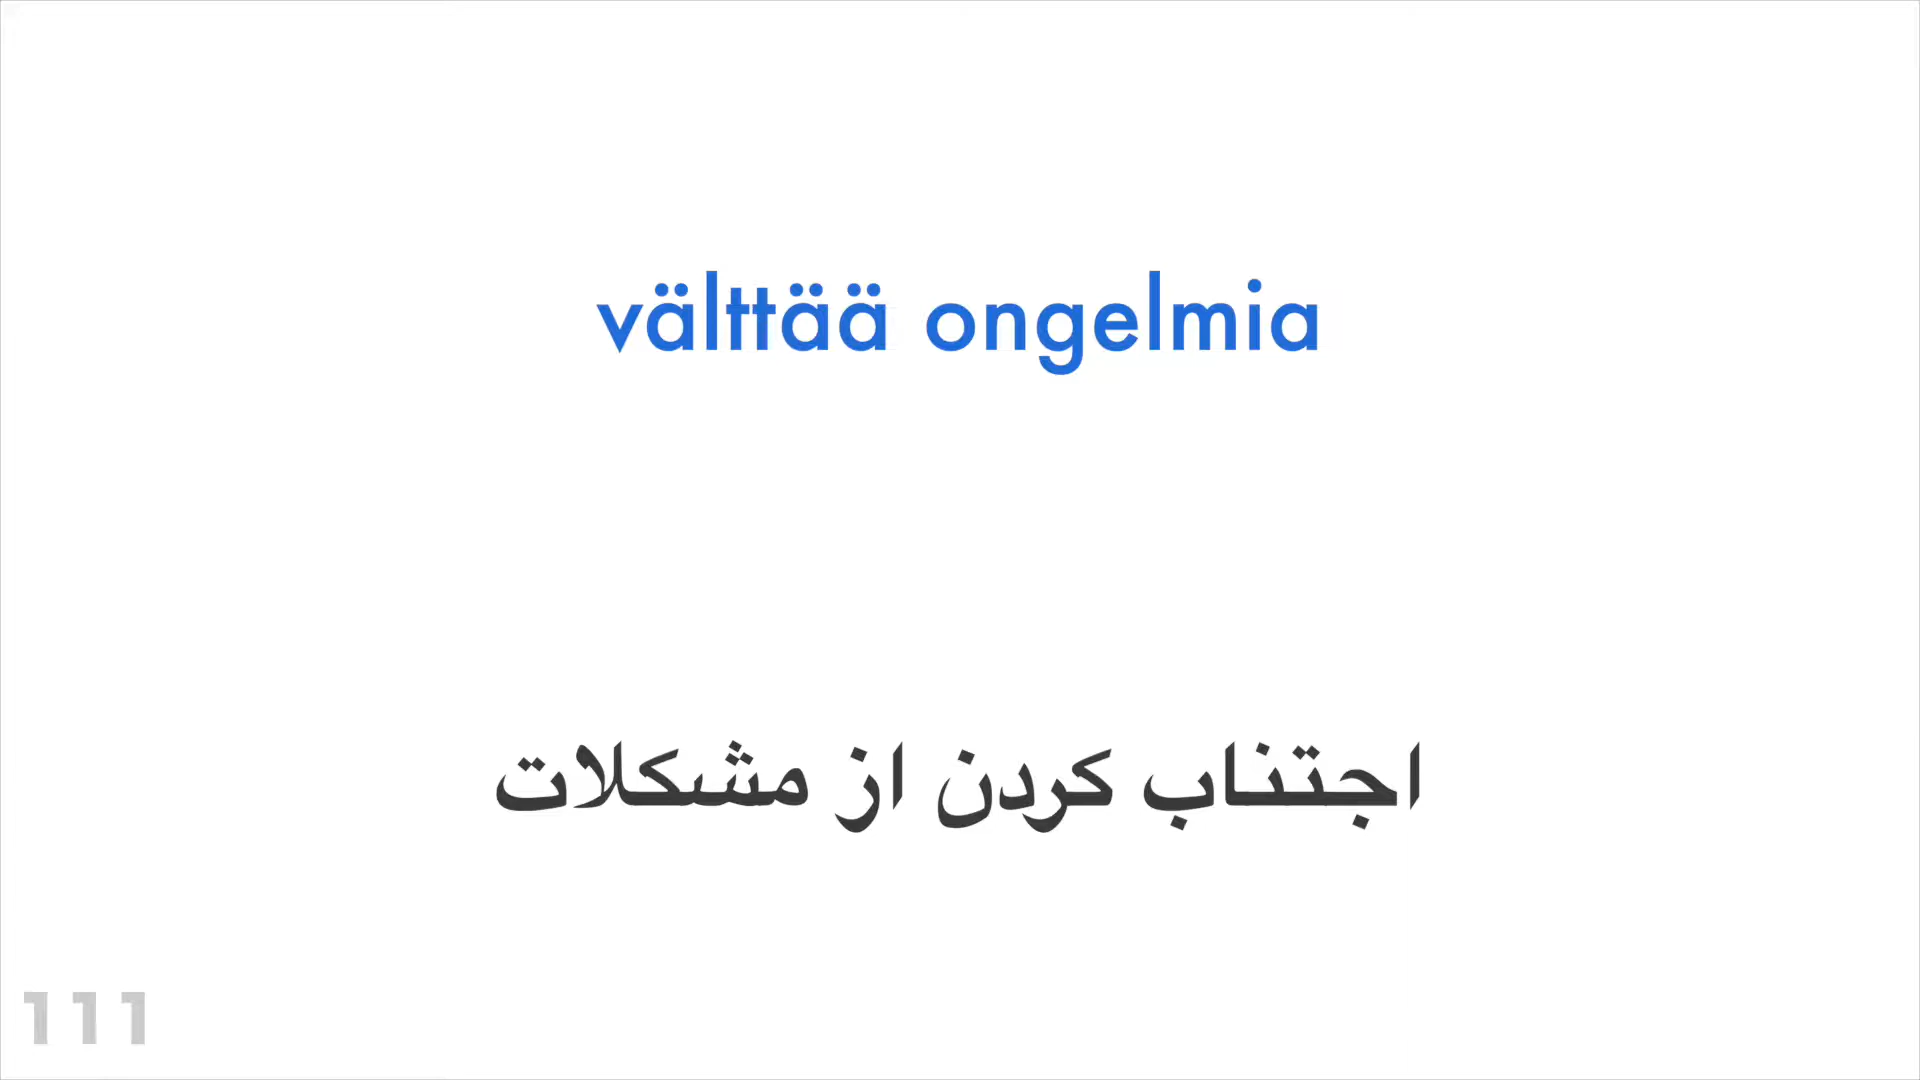 välttää ongelmia
اجتناب کردن از مشکلات
111